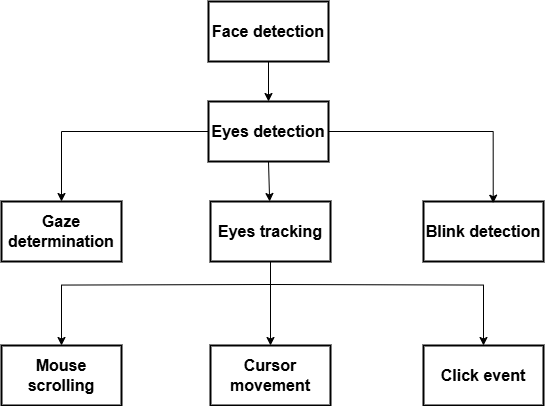 Face detection
Eyes detection
Gaze
determination
Eyes tracking
Blink detection
Mouse
scrolling
Cursor
movement
Click event